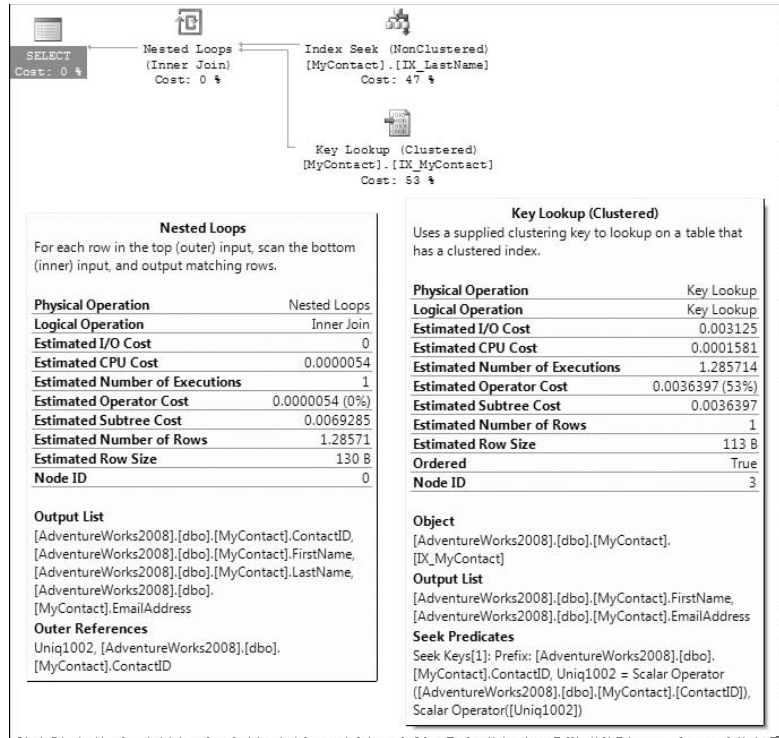 SELECT
Cost: 0 %
Nested Loops
(Inner Join)
Cost: 0 %
Index Seek (NonClustered)
[MyContact].[IX_LastName]
Cost: 47 %
Key Lookup (Clustered)
[MyContact].[IX_MyContact]
Cost: 53 %
Nested Loops
For each row in the top (outer) input, scan the bottom
(inner) input, and output matching rows.
Physical Operation Nested Loops
Logical Operation Inner Join
Estimated I/O Cost 0
Estimated CPU Cost 0.0000054
Estimated Number of Executions 1
Estimated Operator Cost 0.0000054 (0%)
Estimated Subtree Cost 0.0069285
Estimated Number of Rows 1.28571
Estimated Row Size 130 B
Node ID 0
Output List
[AdventureWorks2008].[dbo].[MyContact].ContactID,
[AdventureWorks2008].[dbo].[MyContact].FirstName,
[AdventureWorks2008].[dbo].[MyContact].LastName,
[AdventureWorks2008].[dbo].
[MyContact].EmailAddress
Outer References
Uniq1002, [AdventureWorks2008].[dbo].
[MyContact].ContactID
Key Lookup (Clustered)
Uses a supplied clustering key to lookup on a table that
has a clustered index.
Physical Operation Key Lookup
Logical Operation Key Lookup
Estimated I/O Cost 0.003125
Estimated CPU Cost 0.0001581
Estimated Number of Executions 1.285714
Estimated Operator Cost 0.0036397 (53%)
Estimated Subtree Cost 0.0036397
Estimated Number of Rows 1
Estimated Row Size 113 B
Ordered True
Node ID 3
Object
[AdventureWorks2008].[dbo].[MyContact].
[IX_MyContact]
Output List
[AdventureWorks2008].[dbo].[MyContact].FirstName,
[AdventureWorks2008].[dbo].[MyContact].EmailAddress
Seek Predicates
Seek Keys[1]: Prefix: [AdventureWorks2008].[dbo].
[MyContact].ContactID, Uniq1002 = Scalar Operator
([AdventureWorks2008].[dbo].[MyContact].[ContactID]),
Scalar Operator([Uniq1002])